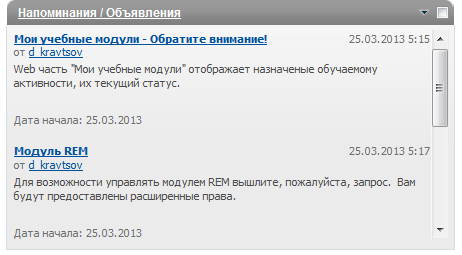 Напоминания / Объявления
Мои учебные модули - Обратите внимание! 25.03.2013 5:15
от d_kravtsov
Web часть "Мои учебные модули" отображает назначеные обучаемому
активности, их текущий статус.
Дата начала: 25.03.2013
Модуль REM 25.03.2013 5:17
от d_kravtsov
Для возможности управлять модулем REM вышлите, пожалуйста, запрос. Вам
будут предоставлены расширенные права.
Дата начала: 25.03.2013